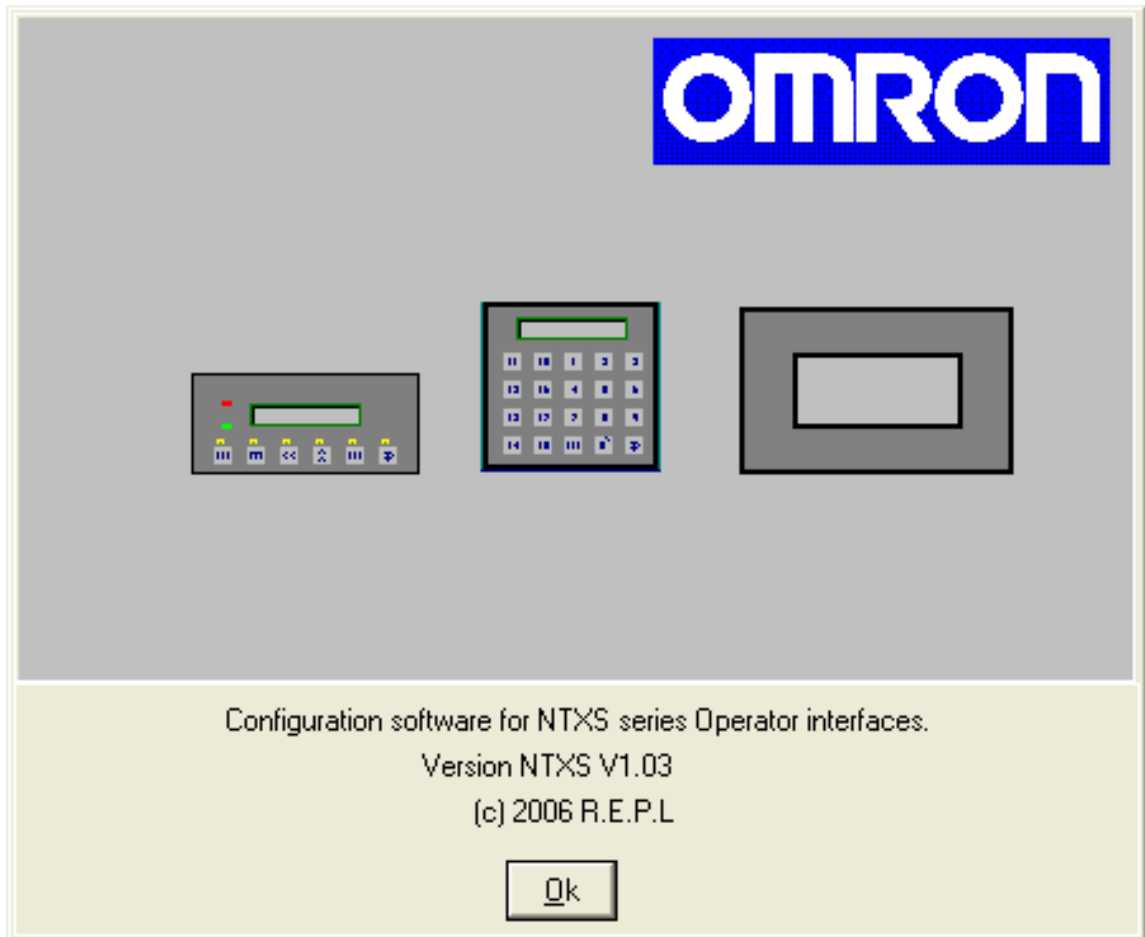 OMRON
Configuration software for NTXS series Operator interfaces.
Version NTXS V1.03
(c) 2006 R.E.P.L
Ok